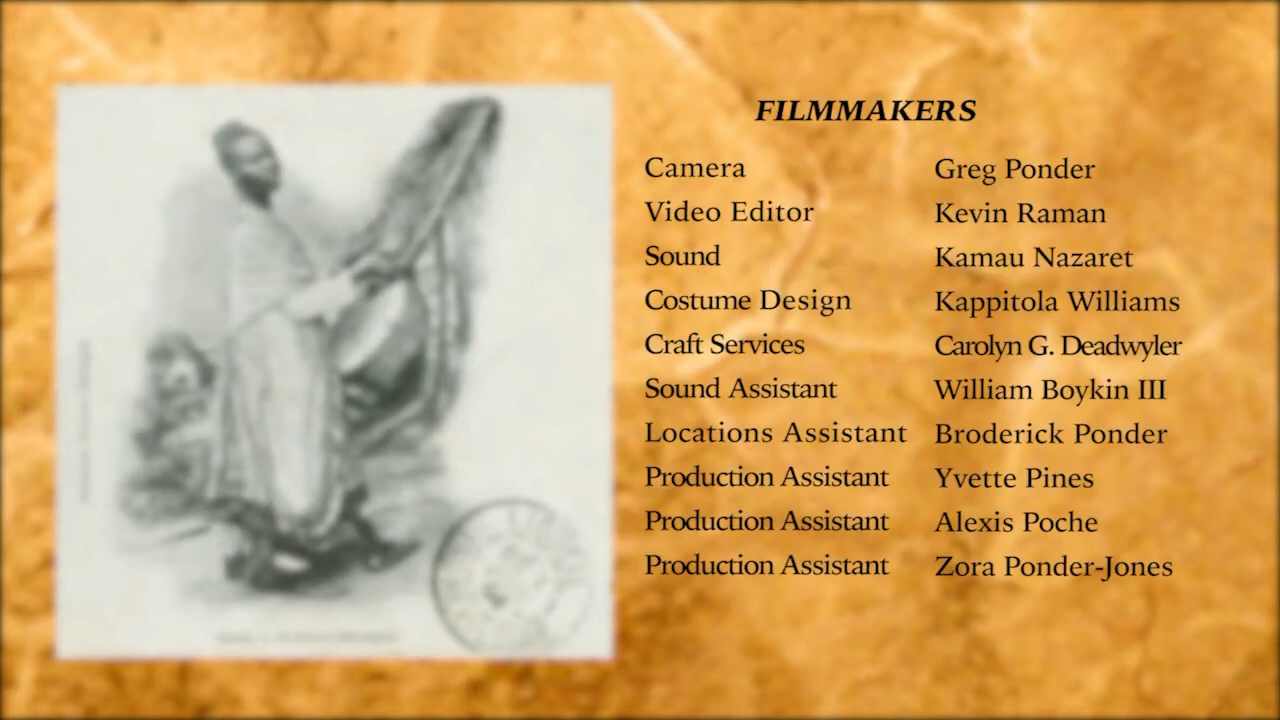 FILMMAKERS
Camera Greg Ponder
Video Editor Kevin Raman
Sound Kamau Nazaret
Costume Design Kappitola Williams
Craft Services Carolyn G. Deadwyler
Sound Assistant William Boykin III
Locations Assistant Broderick Ponder
Production Assistant Yvette Pines
Production Assistant Alexis Poche
Production Assistant Zora Ponder-Jones